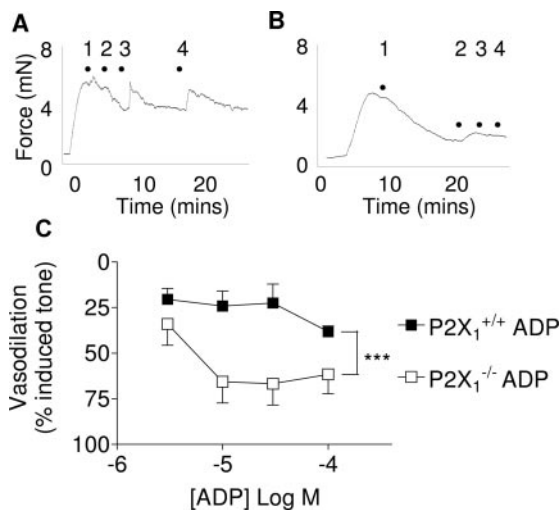 A
1 2 3 4
Force (mN)
8
4
0
0 10 20
Time (mins)
B
1 2 3 4
8
4
0
0 10 20
Time (mins)
C
Vasodilation
(% induced tone)
0
25
50
75
100
-6 -5 -4
[ADP] Log M
***
P2X₁⁺/⁺ ADP
P2X₁⁻/⁻ ADP